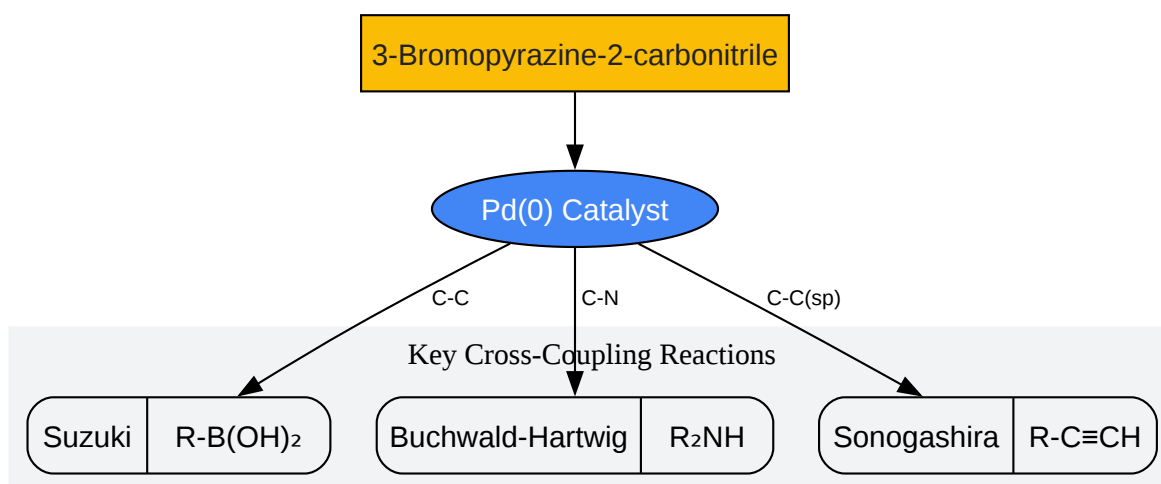 3-Bromopyrazine-2-carbonitrile
Pd(0) Catalyst
C-C
C-N
C-C(sp)
Key Cross-Coupling Reactions
Suzuki
R-B(OH)₂
Buchwald-Hartwig
R₂NH
Sonogashira
R-C≡CH